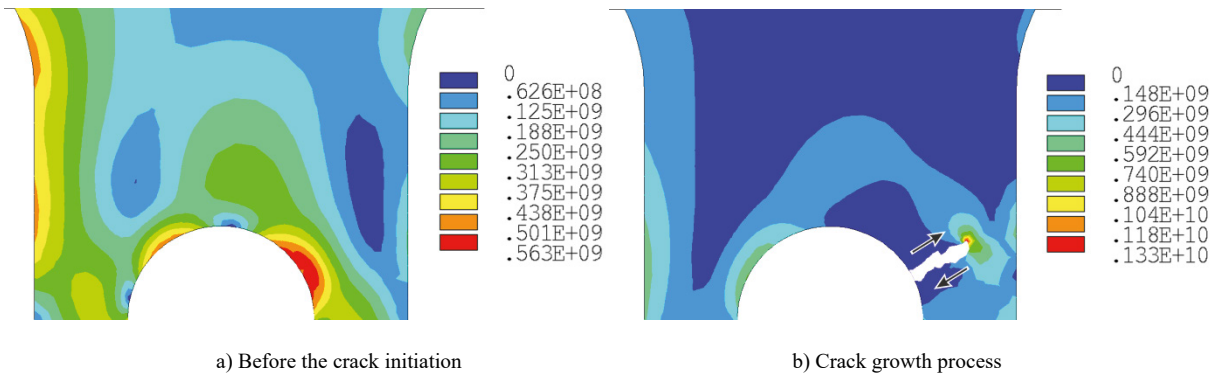 0
.626E+08
.125E+09
.188E+09
.250E+09
.313E+09
.375E+09
.438E+09
.501E+09
.563E+09
0
.148E+09
.296E+09
.444E+09
.592E+09
.740E+09
.888E+09
.104E+10
.118E+10
.133E+10
a) Before the crack initiation
b) Crack growth process